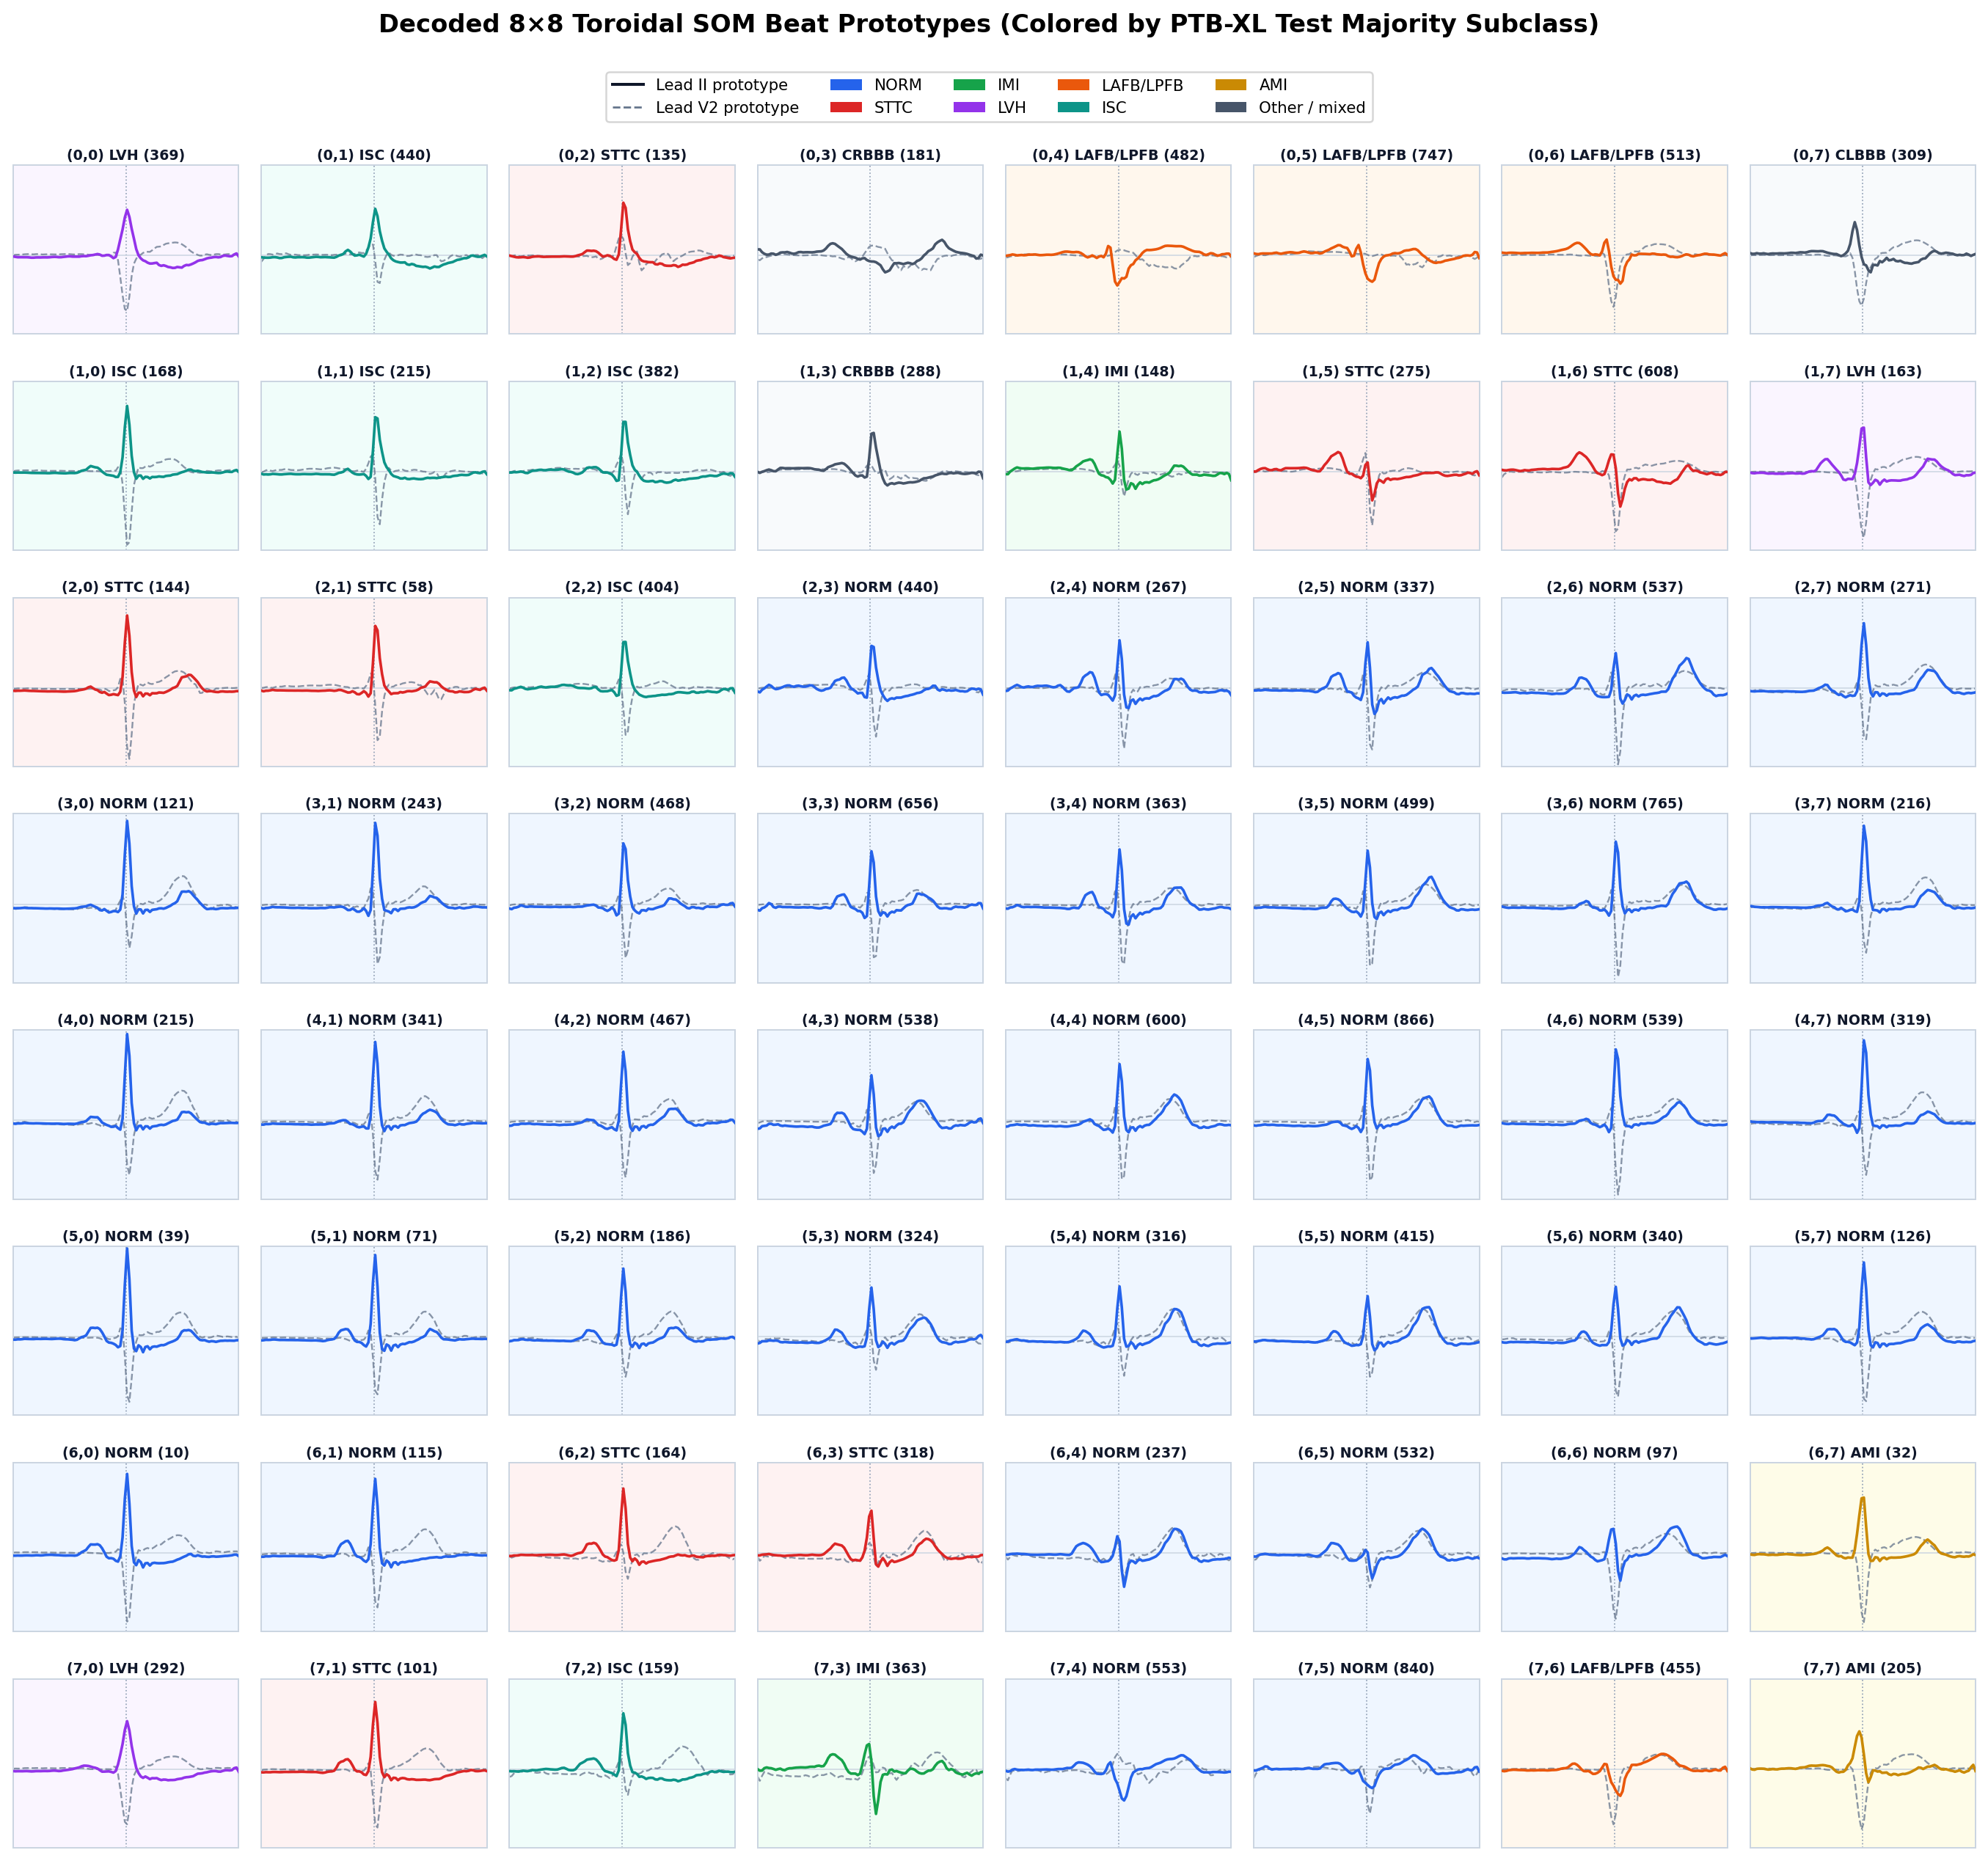 Decoded 8×8 Toroidal SOM Beat Prototypes (Colored by PTB-XL Test Majority Subclass)
Lead II prototype NORM IMI LAFB/LPFB AMI
Lead V2 prototype STTC LVH ISC Other / mixed
(0,0) LVH (369) (0,1) ISC (440) (0,2) STTC (135) (0,3) CRBBB (181) (0,4) LAFB/LPFB (482) (0,5) LAFB/LPFB (747) (0,6) LAFB/LPFB (513) (0,7) CLBBB (309)
(1,0) ISC (168) (1,1) ISC (215) (1,2) ISC (382) (1,3) CRBBB (288) (1,4) IMI (148) (1,5) STTC (275) (1,6) STTC (608) (1,7) LVH (163)
(2,0) STTC (144) (2,1) STTC (58) (2,2) ISC (404) (2,3) NORM (440) (2,4) NORM (267) (2,5) NORM (337) (2,6) NORM (537) (2,7) NORM (271)
(3,0) NORM (121) (3,1) NORM (243) (3,2) NORM (468) (3,3) NORM (656) (3,4) NORM (363) (3,5) NORM (499) (3,6) NORM (765) (3,7) NORM (216)
(4,0) NORM (215) (4,1) NORM (341) (4,2) NORM (467) (4,3) NORM (538) (4,4) NORM (600) (4,5) NORM (866) (4,6) NORM (539) (4,7) NORM (319)
(5,0) NORM (39) (5,1) NORM (71) (5,2) NORM (186) (5,3) NORM (324) (5,4) NORM (316) (5,5) NORM (415) (5,6) NORM (340) (5,7) NORM (126)
(6,0) NORM (10) (6,1) NORM (115) (6,2) STTC (164) (6,3) STTC (318) (6,4) NORM (237) (6,5) NORM (532) (6,6) NORM (97) (6,7) AMI (32)
(7,0) LVH (292) (7,1) STTC (101) (7,2) ISC (159) (7,3) IMI (363) (7,4) NORM (553) (7,5) NORM (840) (7,6) LAFB/LPFB (455) (7,7) AMI (205)